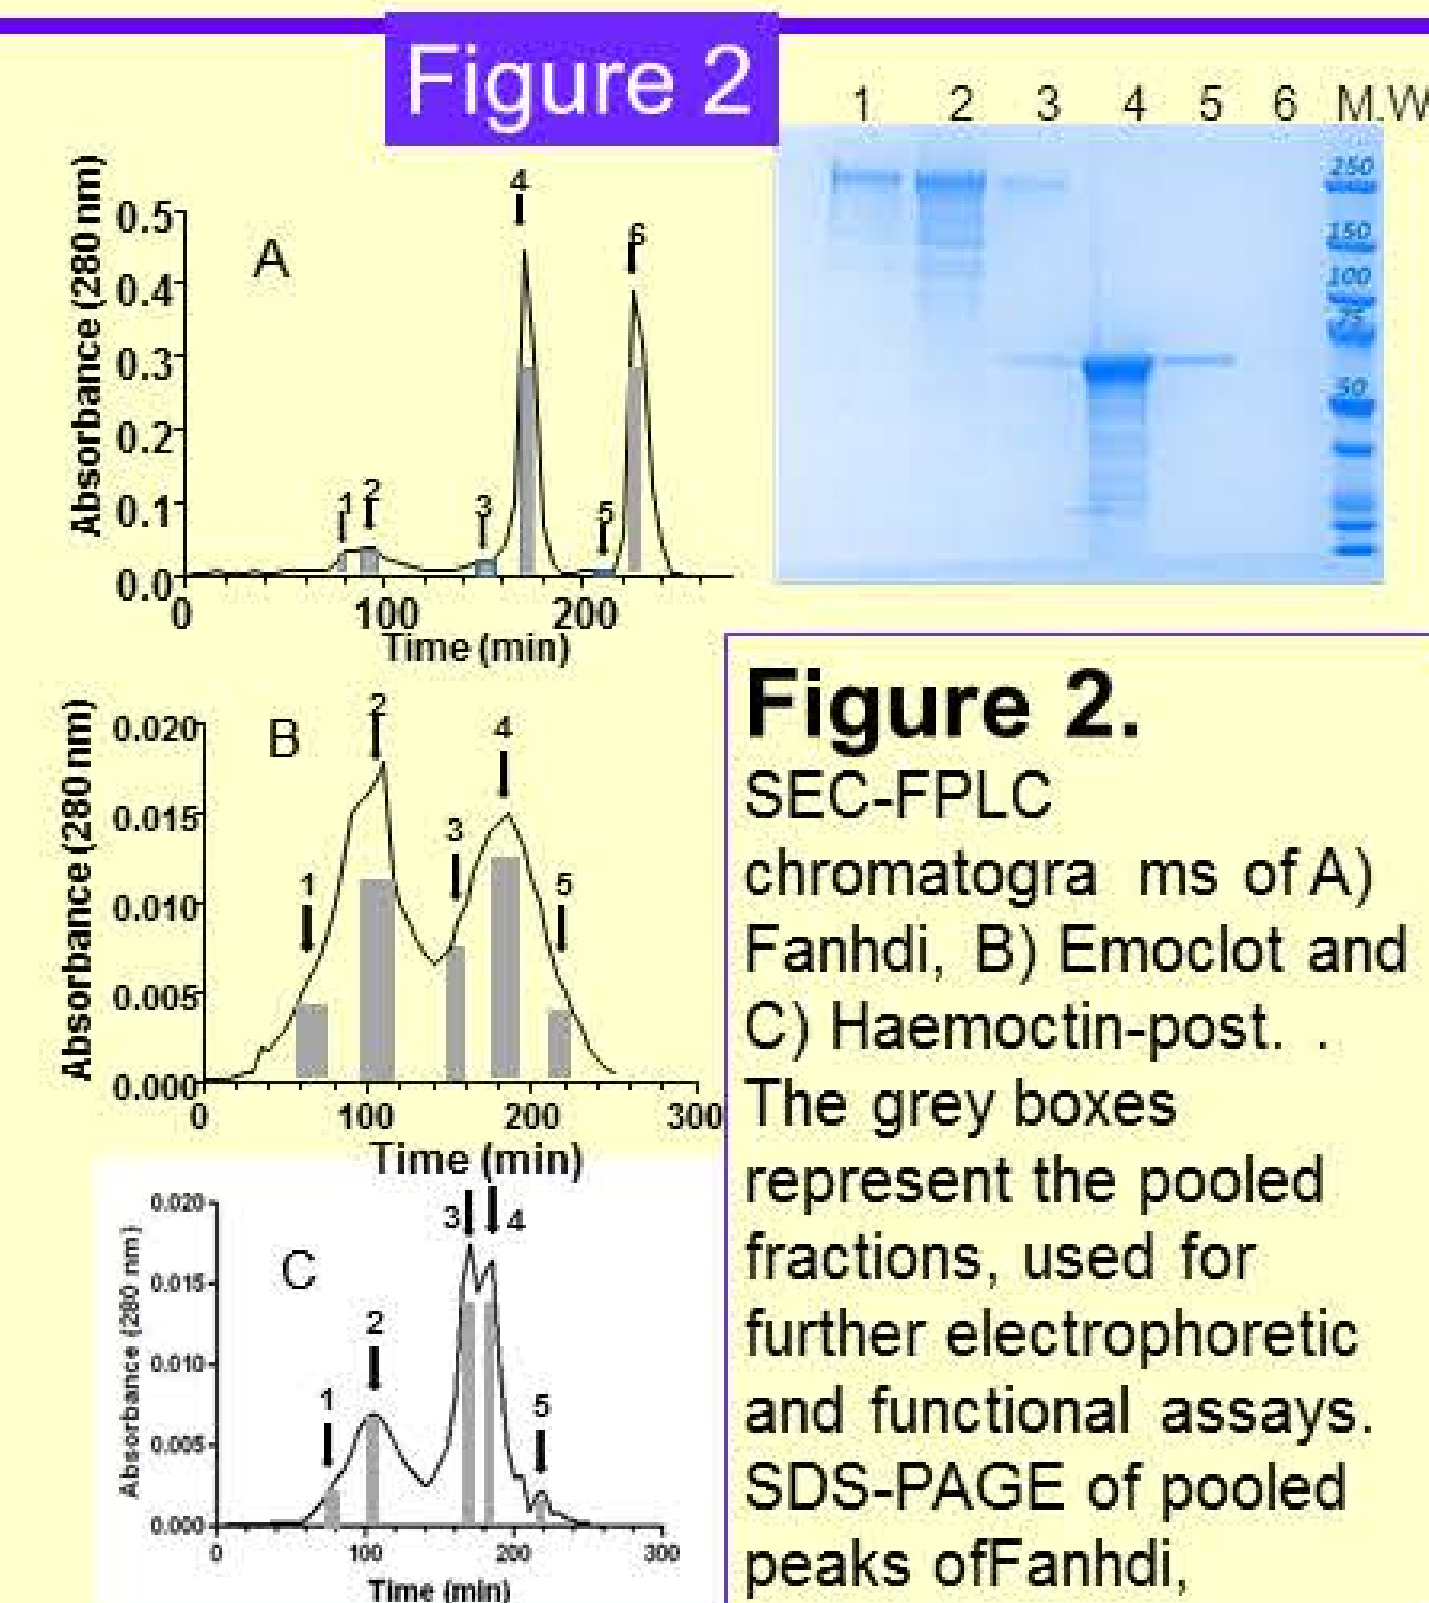 Figure 2
1 2 3 4 5 6 M.W
250
150
100
75
50
Absorbance (280 nm)
A
0.5
0.4
0.3
0.2
0.1
0.0
1 2 3 4 5 6
0 100 200
Time (min)
Absorbance (280 nm)
B
0.020
0.015
0.010
0.005
0.000
1 2 3 4 5
0 100 200 300
Time (min)
Absorbance (280 nm)
C
0.020
0.015
0.010
0.005
0.000
1 2 3 4 5
0 100 200 300
Time (min)
Figure 2.
SEC-FPLC
chromatogra ms of A)
Fanhdi, B) Emoclot and
C) Haemoctin-post. .
The grey boxes
represent the pooled
fractions, used for
further electrophoretic
and functional assays.
SDS-PAGE of pooled
peaks ofFanhdi,